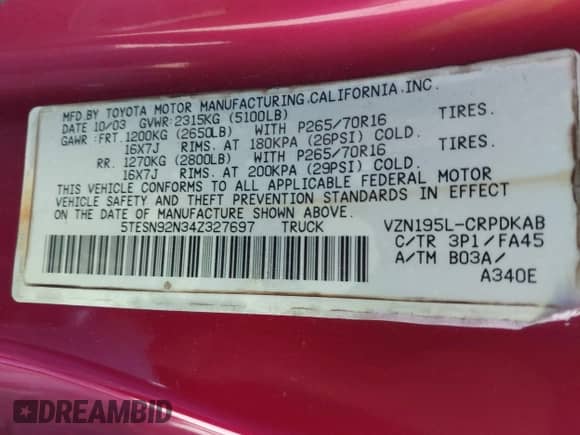 MFD.BY TOYOTA MOTOR MANUFACTURING,CALIFORNIA,INC.
DATE 10/03 GVWR:2315KG (5100LB)
GAWR:FRT.1200KG (2650LB) WITH P265/70R16 TIRES.
16X7J RIMS. AT 180KPA (26PSI) COLD.
RR. 1270KG (2800LB) WITH P265/70R16 TIRES.
16X7J RIMS. AT 200KPA (29PSI) COLD.
THIS VEHICLE CONFORMS TO ALL APPLICABLE FEDERAL MOTOR
VEHICLE SAFETY AND THEFT PREVENTION STANDARDS IN EFFECT
ON THE DATE OF MANUFACTURE SHOWN ABOVE.
5TESN92N34Z327697 TRUCK VZN195L-CRPDKAB
C/TR 3P1/FA45
A/TM B03A/
A340E
DREAMBID